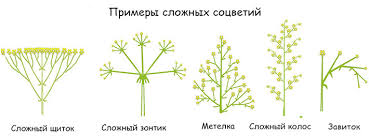 Примеры сложных соцветий
Сложный щиток
Сложный зонтик
Метелка
Сложный колос
Завиток